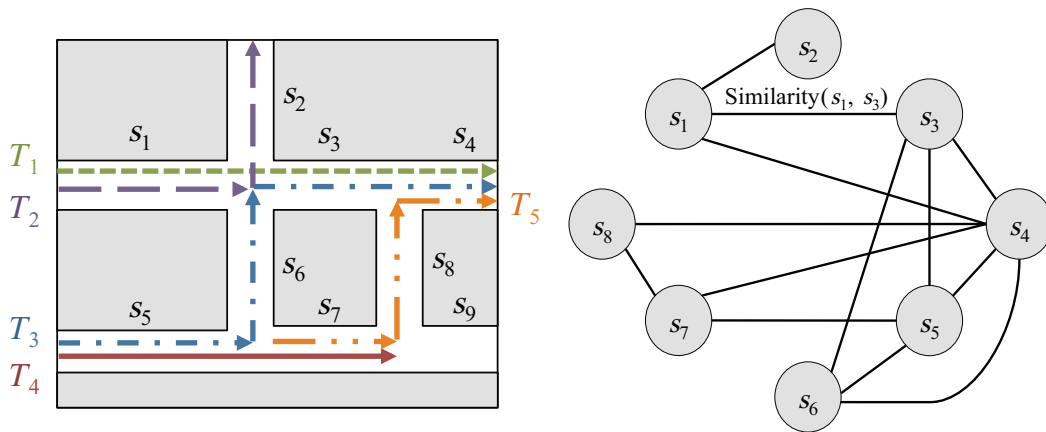 s₂
s₁ s₃ s₄
T₁
T₂ T₅
s₆ s₈
s₅ s₇ s₉
T₃
T₄
s₂
Similarity(s₁, s₃)
s₁ s₃
s₈ s₄
s₇ s₅
s₆